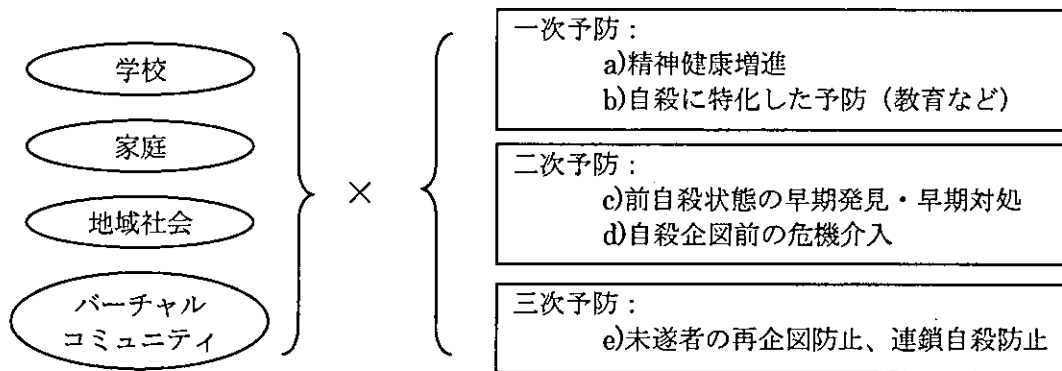 学校
家庭
地域社会
バーチャル
コミュニティ
×
一次予防：
a)精神健康増進
b)自殺に特化した予防（教育など）
二次予防：
c)前自殺状態の早期発見・早期対処
d)自殺企図前の危機介入
三次予防：
e)未遂者の再企図防止、連鎖自殺防止